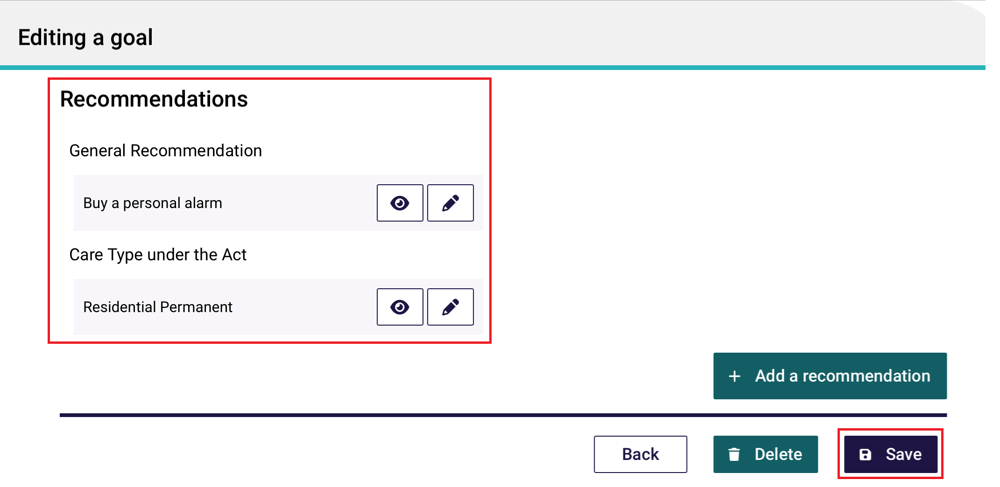 Editing a goal
Recommendations
General Recommendation
Buy a personal alarm
Care Type under the Act
Residential Permanent
+ Add a recommendation
Back
Delete
Save